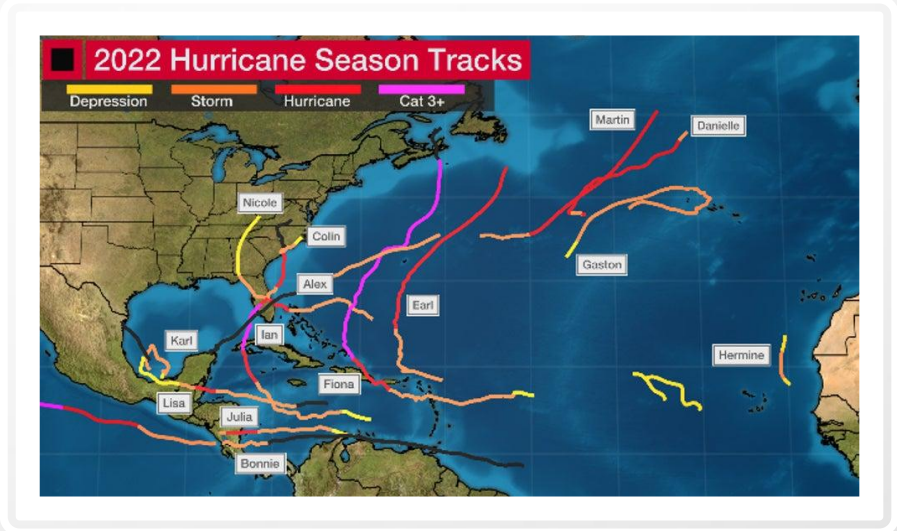 2022 Hurricane Season Tracks
Depression Storm Hurricane Cat 3+
Martin
Danielle
Nicole
Colin
Gaston
Alex
Earl
Ian
Karl
Hermine
Fiona
Lisa
Julia
Bonnie